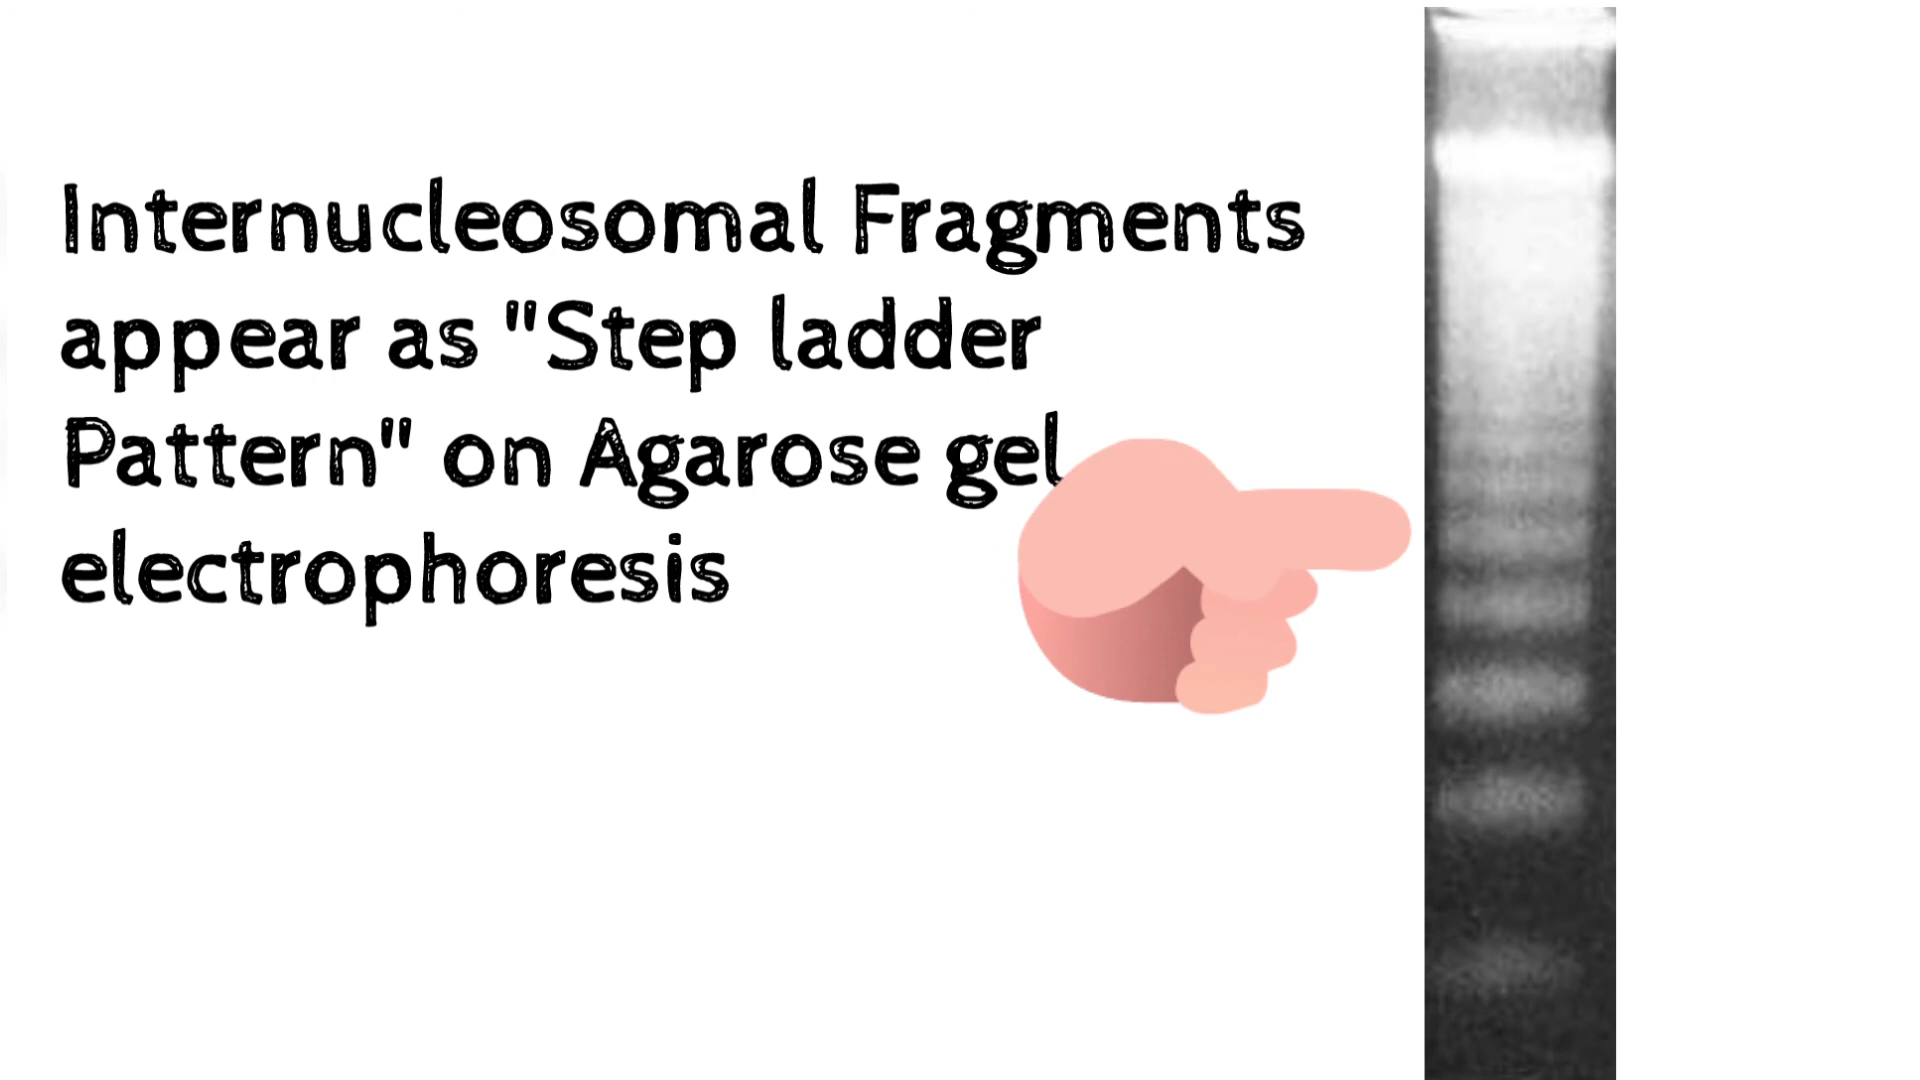 Internucleosomal Fragments
appear as "Step ladder
Pattern" on Agarose gel
electrophoresis